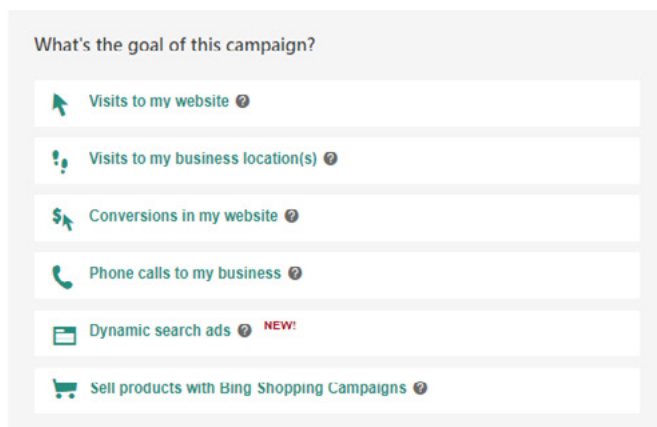 What's the goal of this campaign?
Visits to my website
Visits to my business location(s)
Conversions in my website
Phone calls to my business
Dynamic search ads NEW!
Sell products with Bing Shopping Campaigns